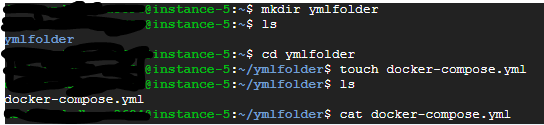 @instance-5:~$ mkdir ymlfolder
@instance-5:~$ ls
ymlfolder
@instance-5:~$ cd ymlfolder
@instance-5:~/ymlfolder$ touch docker-compose.yml
@instance-5:~/ymlfolder$ ls
docker-compose.yml
@instance-5:~/ymlfolder$ cat docker-compose.yml